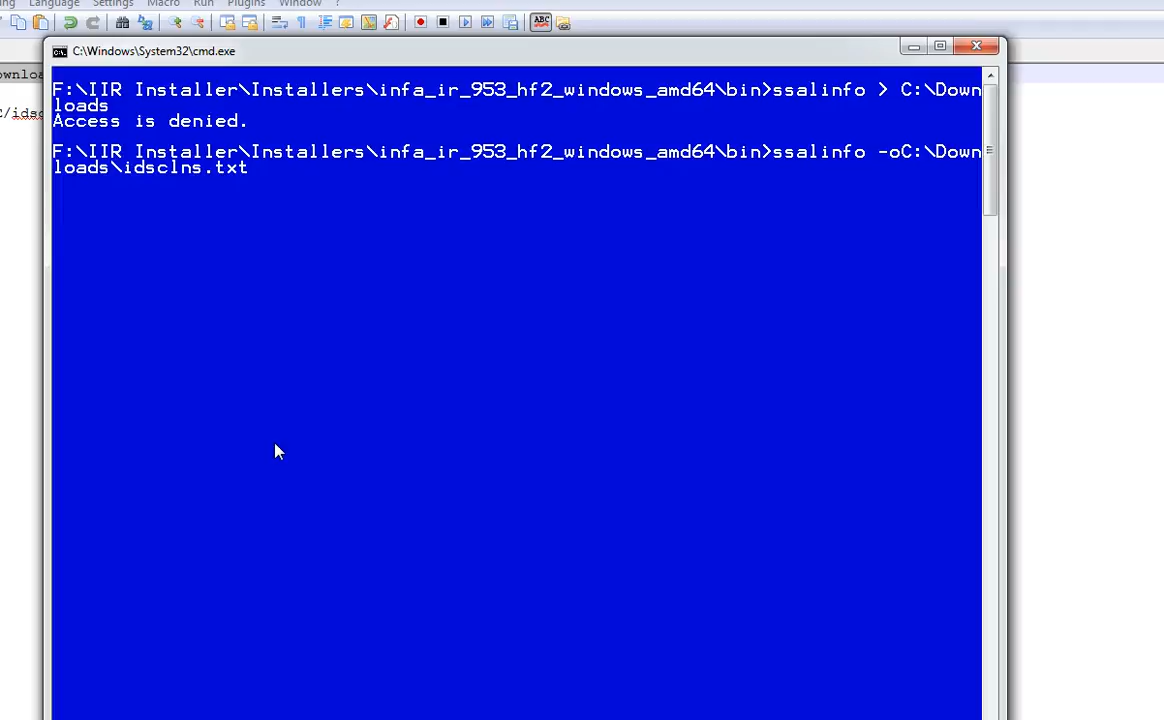 Language Settings Macro Run Plugins Window ?
C:\Windows\System32\cmd.exe
F:\IIR Installer\Installers\infa_ir_953_hf2_windows_amd64\bin>ssalinfo > C:\Down
loads
Access is denied.
F:\IIR Installer\Installers\infa_ir_953_hf2_windows_amd64\bin>ssalinfo -oC:\Down
loads\idsclns.txt
ABC